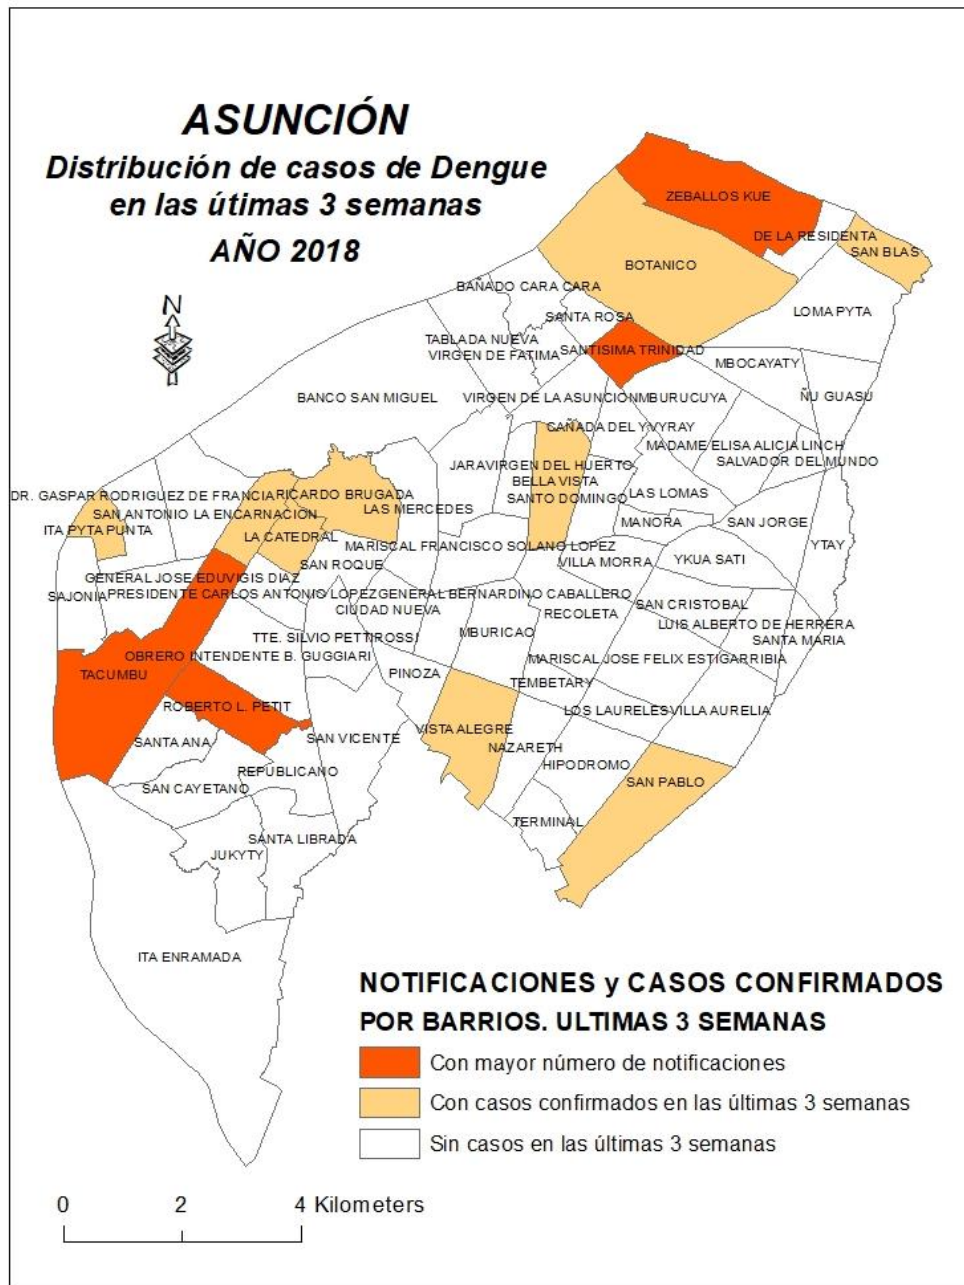 ASUNCIÓN
Distribución de casos de Dengue
en las útimas 3 semanas
AÑO 2018
N
ZEBALLOS KUE
DE LA RESIDENTA
SAN BLAS
BOTANICO
BAÑADO CARA CARA
LOMA PYTA
SANTA ROSA
TABLADA NUEVA
VIRGEN DE FATIMA
SANTISIMA TRINIDAD
MBOCAYATY
BANCO SAN MIGUEL
VIRGEN DE LA ASUNCION
MBURUCUYA
ÑU GUASU
CAÑADA DEL YVYRAY
MADAME ELISA ALICIA LINCH
JARA
VIRGEN DEL HUERTO
SALVADOR DEL MUNDO
BELLA VISTA
DR. GASPAR RODRIGUEZ DE FRANCIA
RICARDO BRUGADA
SANTO DOMINGO
LAS LOMAS
SAN ANTONIO
LA ENCARNACION
LAS MERCEDES
ITA PYTA PUNTA
MANORA
SAN JORGE
LA CATEDRAL
MARISCAL FRANCISCO SOLANO LOPEZ
YTAY
SAN ROQUE
VILLA MORRA
YKUA SATI
GENERAL JOSE EDUVIGIS DIAZ
SAJONIA
PRESIDENTE CARLOS ANTONIO LOPEZ
GENERAL BERNARDINO CABALLERO
CIUDAD NUEVA
RECOLETA
SAN CRISTOBAL
LUIS ALBERTO DE HERRERA
TTE. SILVIO PETTIROSSI
MBURICAO
SANTA MARIA
OBRERO INTENDENTE B. GUGGIARI
MARISCAL JOSE FELIX ESTIGARRIBIA
TACUMBU
PINOZA
TEMBETARY
ROBERTO L. PETIT
LOS LAURELES
VILLA AURELIA
VISTA ALEGRE
SANTA ANA
SAN VICENTE
NAZARETH
HIPODROMO
REPUBLICANO
SAN PABLO
SAN CAYETANO
TERMINAL
SANTA LIBRADA
JUKYTY
ITA ENRAMADA
NOTIFICACIONES y CASOS CONFIRMADOS
POR BARRIOS. ULTIMAS 3 SEMANAS
Con mayor número de notificaciones
Con casos confirmados en las últimas 3 semanas
Sin casos en las últimas 3 semanas
0 2 4 Kilometers